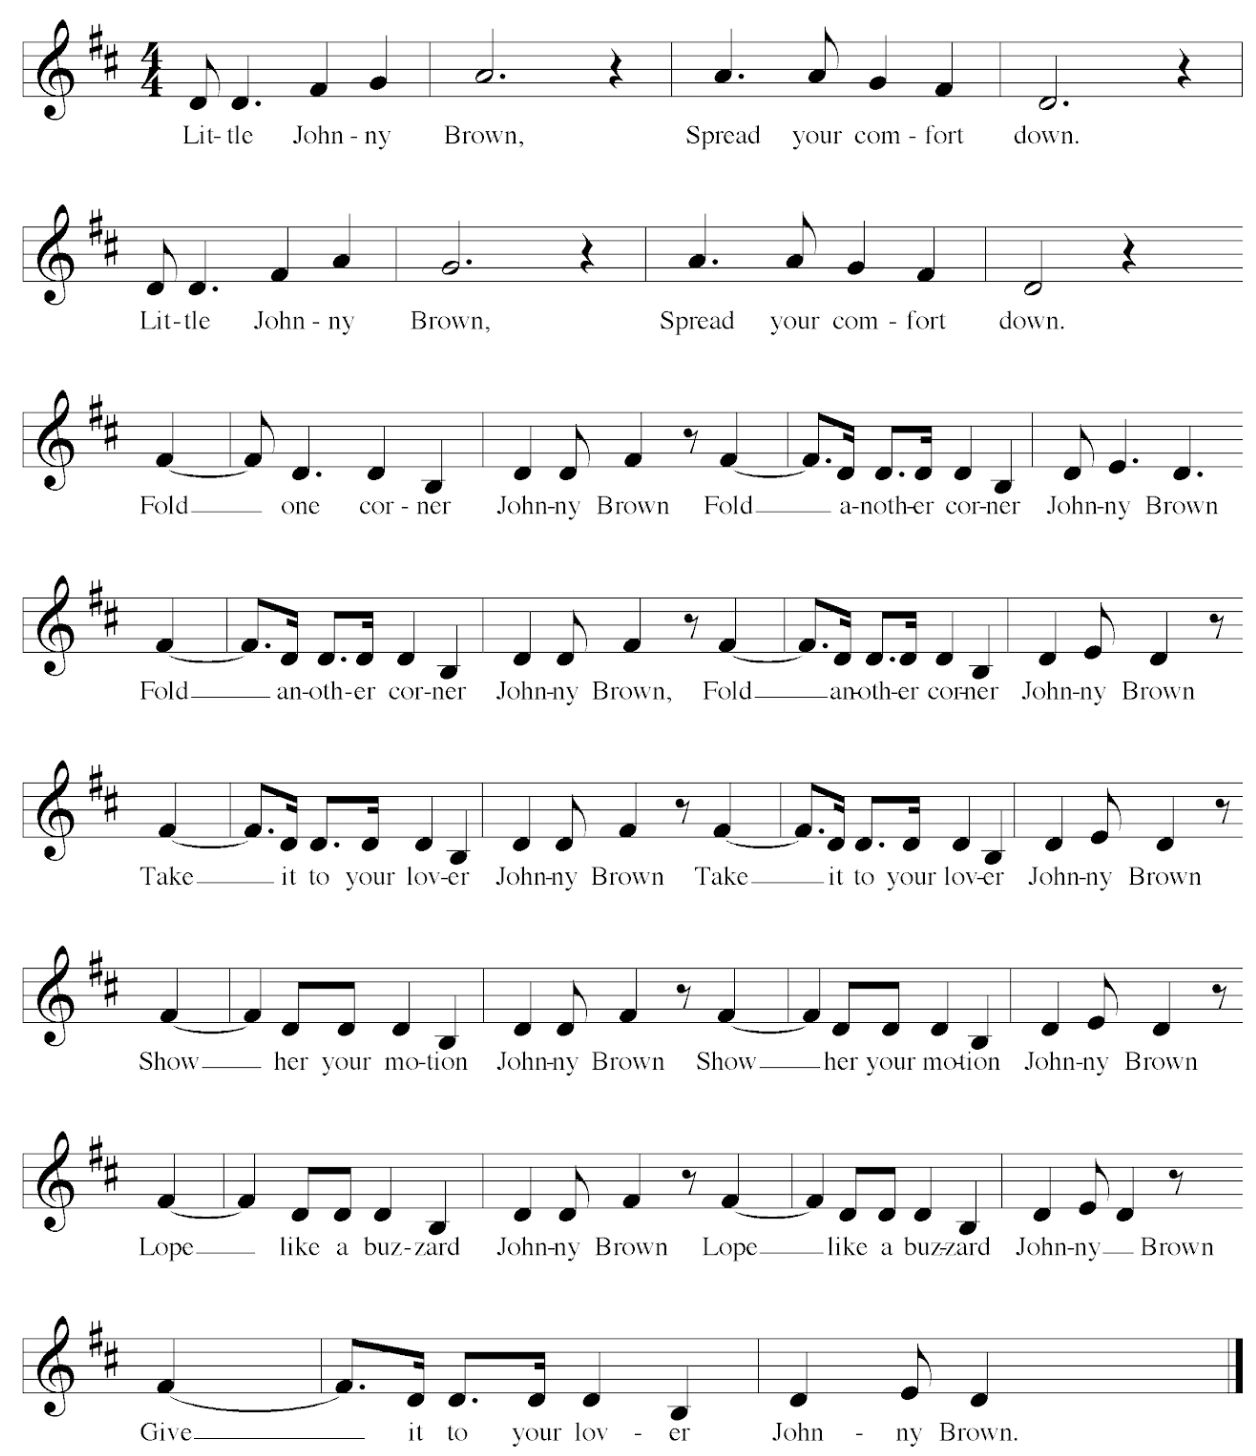 4
4
Lit- tle John - ny Brown, Spread your com - fort down.
Lit-tle John - ny Brown, Spread your com - fort down.
Fold one cor - ner John-ny Brown Fold a-noth-er cor-ner John-ny Brown
Fold an-oth-er cor-ner John-ny Brown, Fold an-oth-er cor-ner John-ny Brown
Take it to your lov-er John-ny Brown Take it to your lov-er John-ny Brown
Show her your mo-tion John-ny Brown Show her your mo-tion John-ny Brown
Lope like a buz-zard John-ny Brown Lope like a buz-zard John-ny Brown
Give it to your lov - er John - ny Brown.